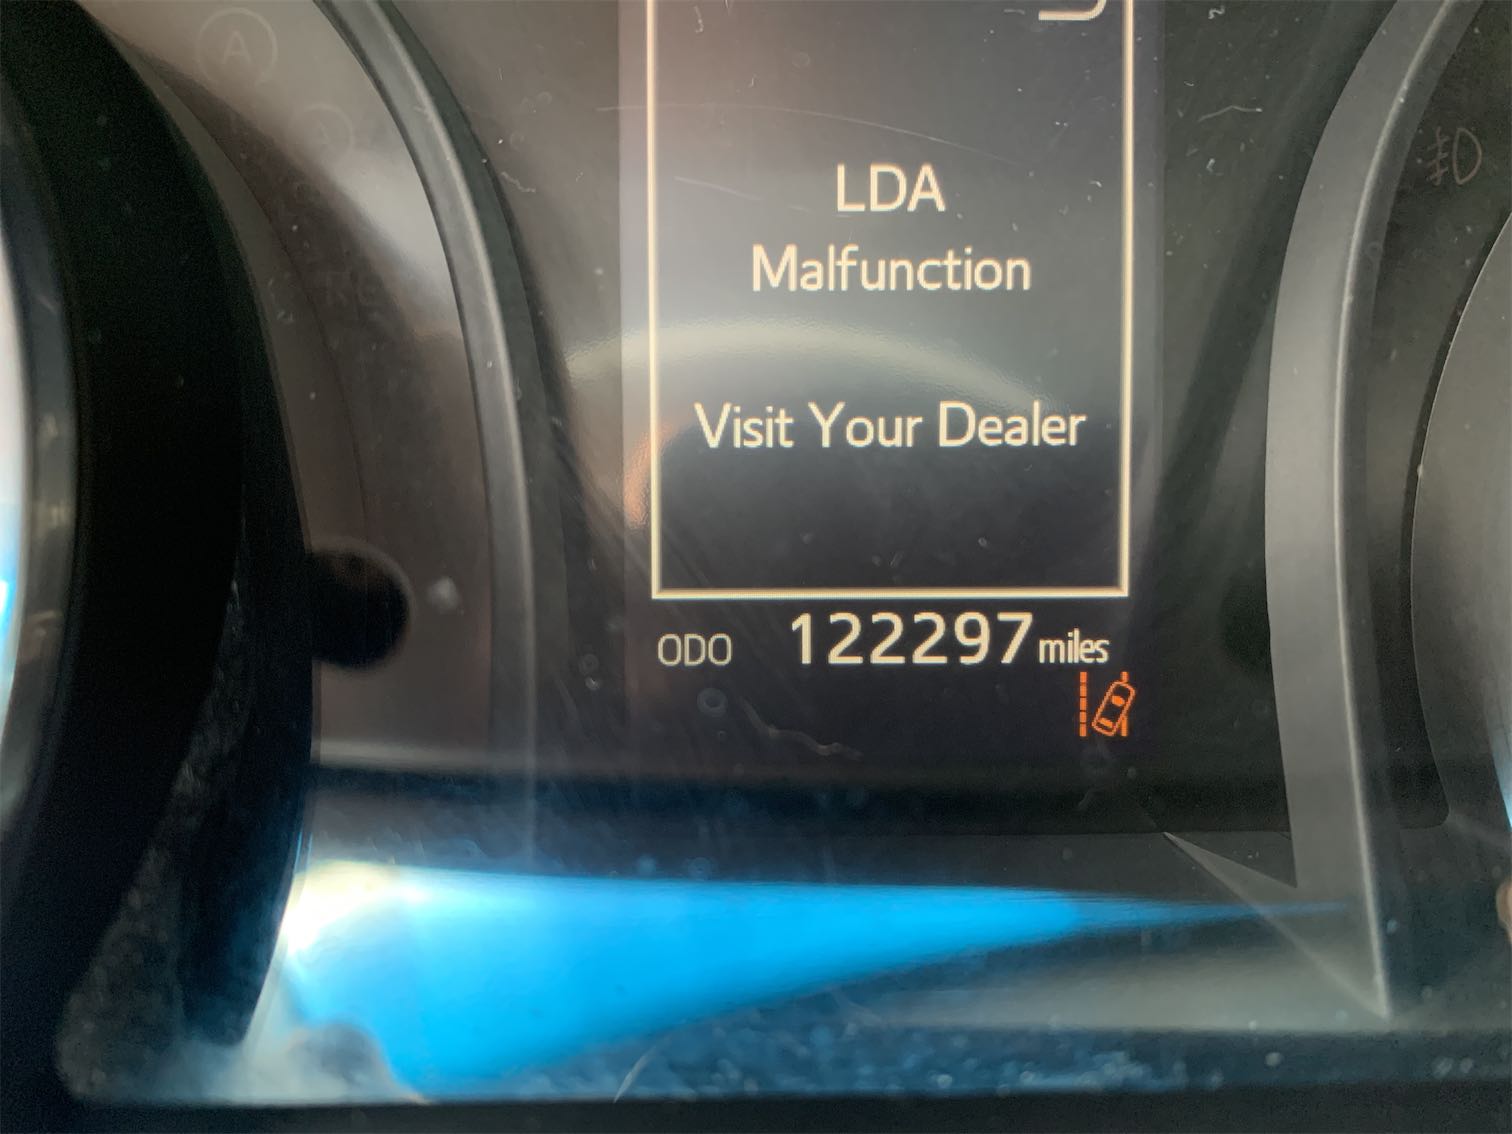 LDA
Malfunction
Visit Your Dealer
ODO 122297 miles